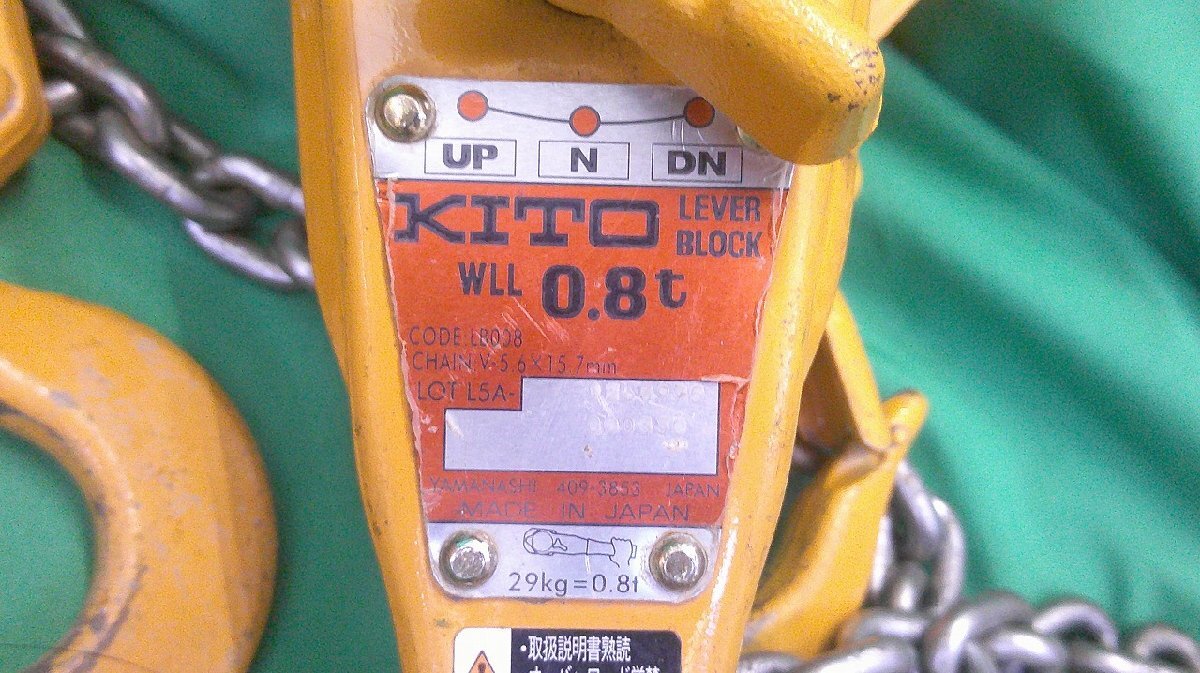 UP N DN
KITO LEVER BLOCK
WLL 0.8t
CODE:LB008
CHAIN:V-5.6×15.7mm
LOT L5A-
YAMANASHI 409-3853 JAPAN
MADE IN JAPAN
29kg=0.8t
•取扱説明書熟読